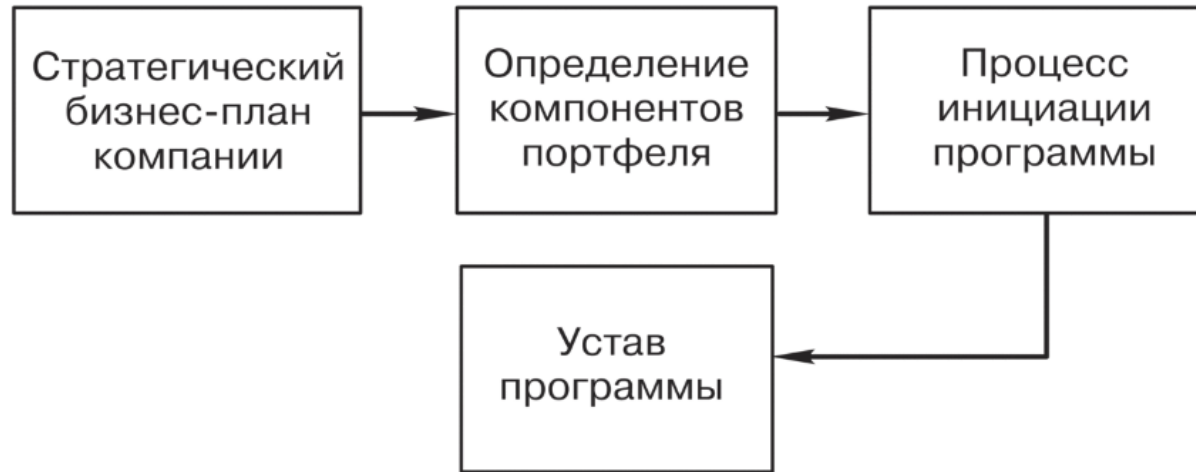 Стратегический
бизнес-план
компании
Определение
компонентов
портфеля
Процесс
инициации
программы
Устав
программы